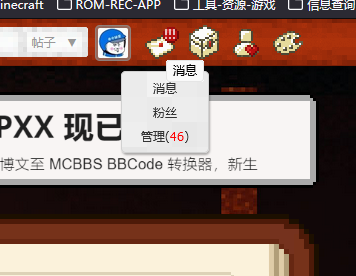 inecraft ROM-REC-APP 工具-资源-游戏 信息查询
帖子
消息
消息
粉丝
管理(46)
PXX 现已
博文至 MCBBS BBCode 转换器，新生